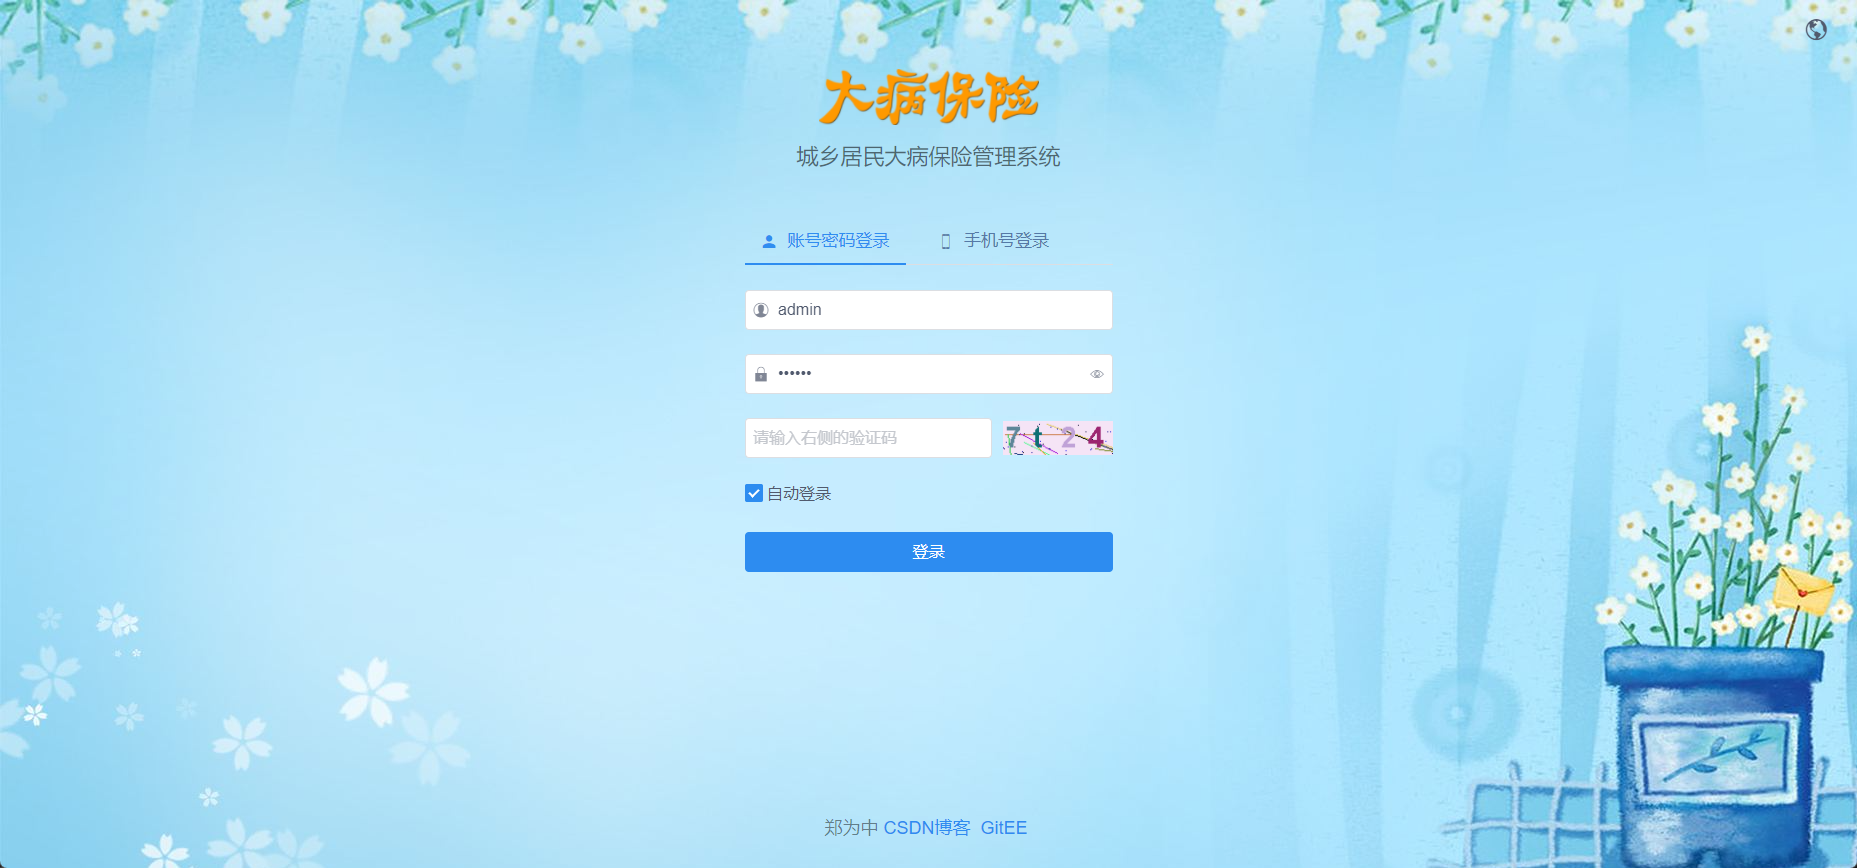 大病保险
城乡居民大病保险管理系统
账号密码登录 手机号登录
admin
••••••
请输入右侧的验证码 7t24
自动登录
登录
郑为中 CSDN博客 GitEE